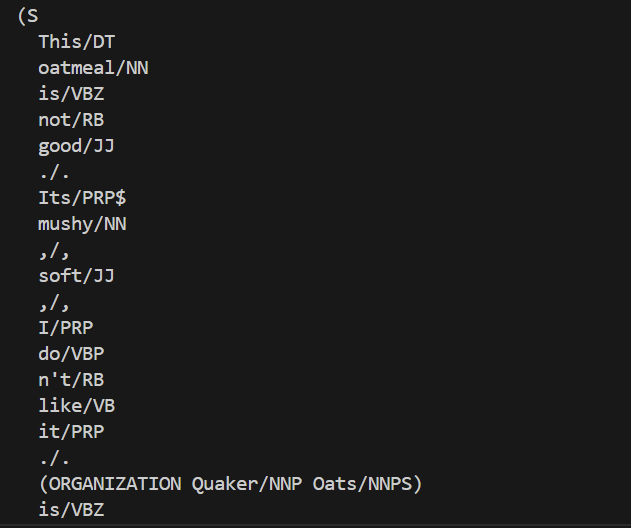 (S
This/DT
oatmeal/NN
is/VBZ
not/RB
good/JJ
./.
Its/PRP$
mushy/NN
,/,
soft/JJ
,/,
I/PRP
do/VBP
n't/RB
like/VB
it/PRP
./.
(ORGANIZATION Quaker/NNP Oats/NNPS)
is/VBZ